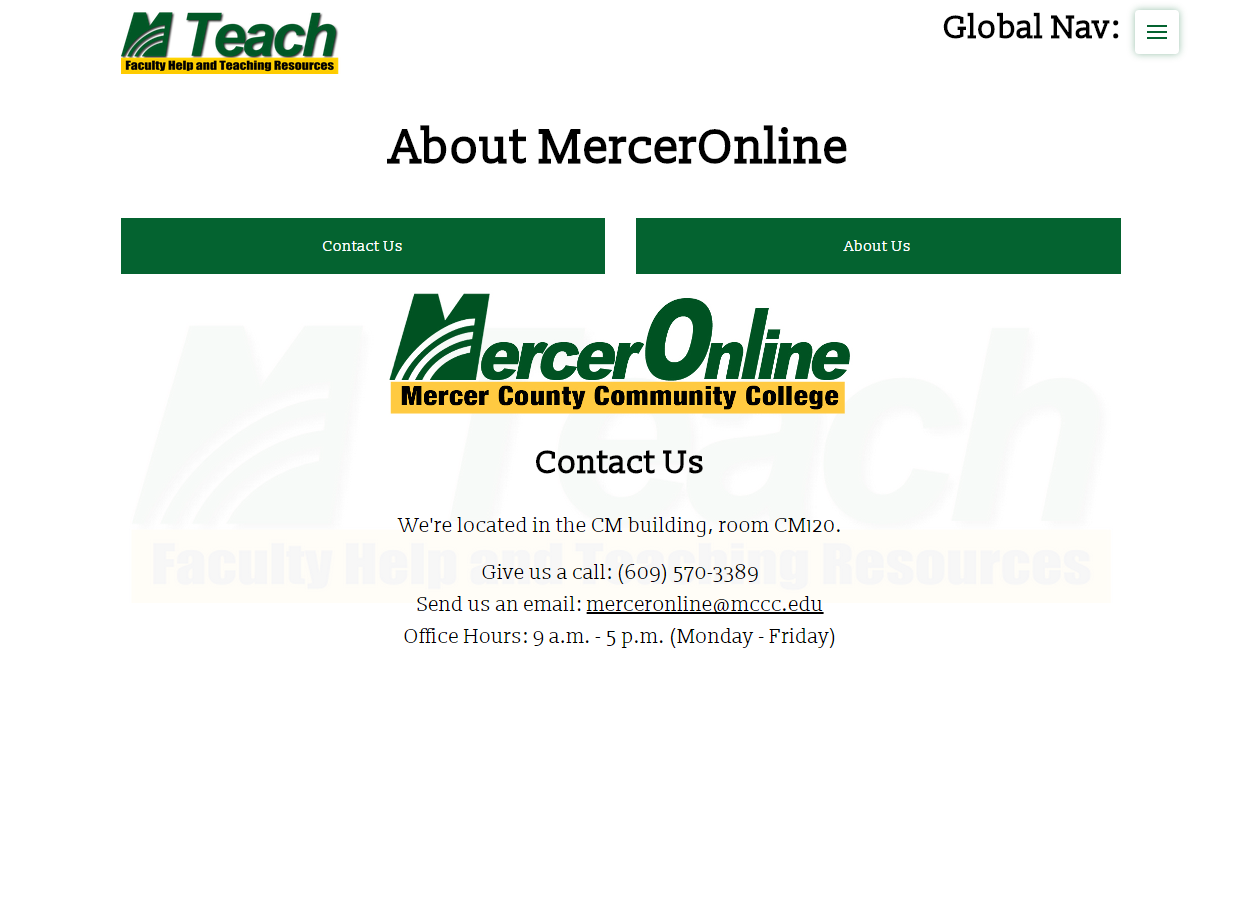 M Teach
Faculty Help and Teaching Resources
Global Nav:
About MercerOnline
Contact Us
About Us
MercerOnline
Mercer County Community College
M Teach
Faculty Help and Teaching Resources
Contact Us
We're located in the CM building, room CM120.
Give us a call: (609) 570-3389
Send us an email: merceronline@mccc.edu
Office Hours: 9 a.m. - 5 p.m. (Monday - Friday)